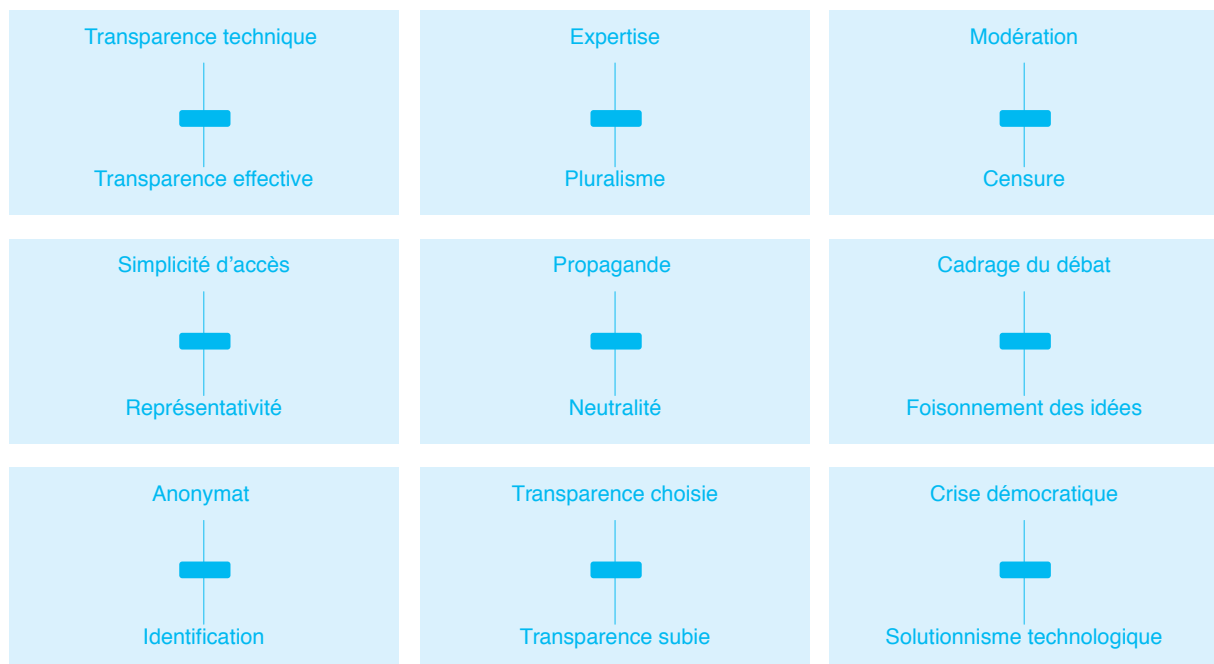 Transparence technique
Transparence effective
Expertise
Pluralisme
Modération
Censure
Simplicité d'accès
Représentativité
Propagande
Neutralité
Cadrage du débat
Foisonnement des idées
Anonymat
Identification
Transparence choisie
Transparence subie
Crise démocratique
Solutionnisme technologique